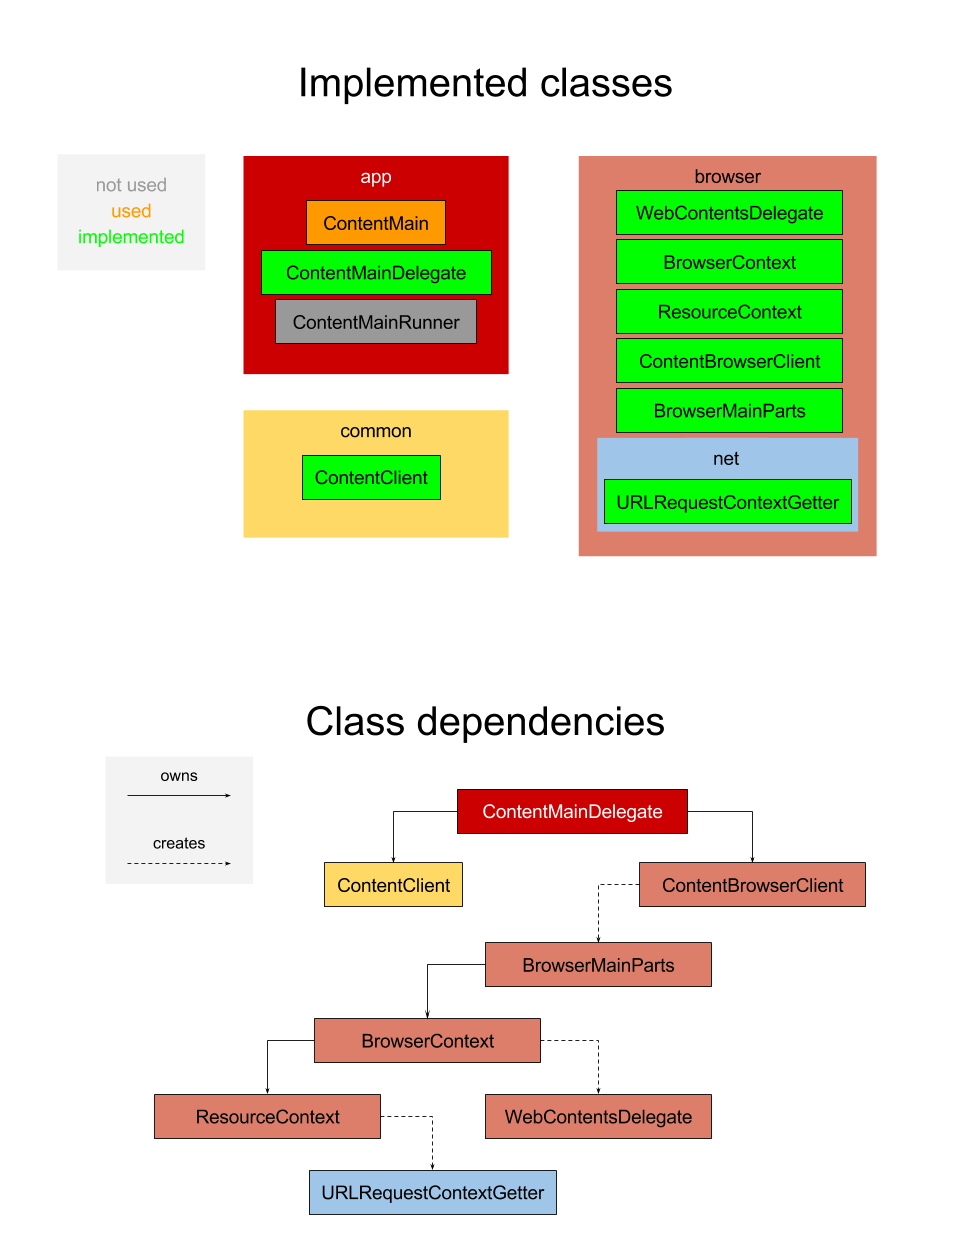 Implemented classes
not used
used
implemented
app
ContentMain
ContentMainDelegate
ContentMainRunner
common
ContentClient
browser
WebContentsDelegate
BrowserContext
ResourceContext
ContentBrowserClient
BrowserMainParts
net
URLRequestContextGetter
Class dependencies
owns
creates
ContentMainDelegate
ContentClient
ContentBrowserClient
BrowserMainParts
BrowserContext
ResourceContext
WebContentsDelegate
URLRequestContextGetter